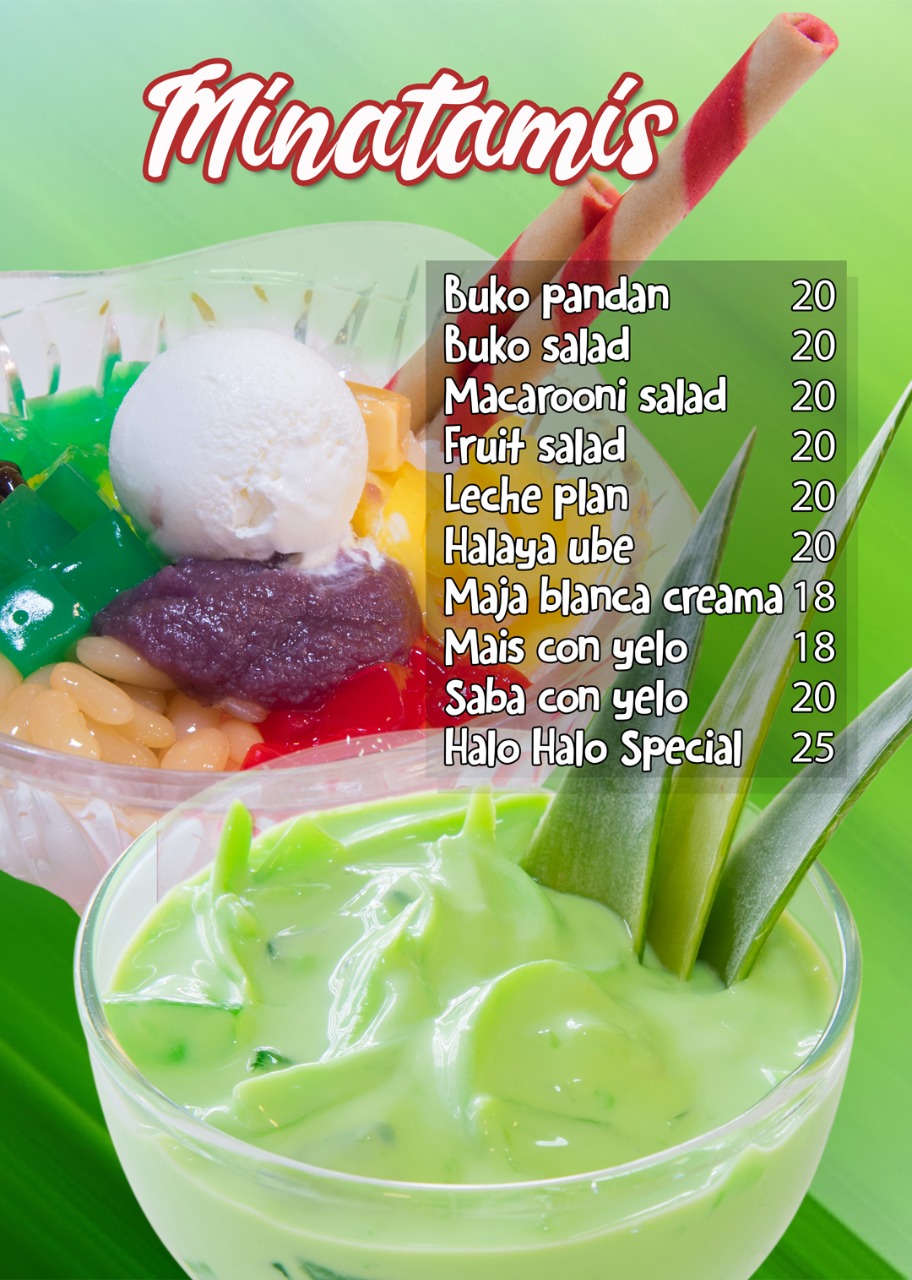 Minatamis
Buko pandan 20
Buko salad 20
Macarooni salad 20
Fruit salad 20
Leche plan 20
Halaya ube 20
Maja blanca creama 18
Mais con yelo 18
Saba con yelo 20
Halo Halo Special 25